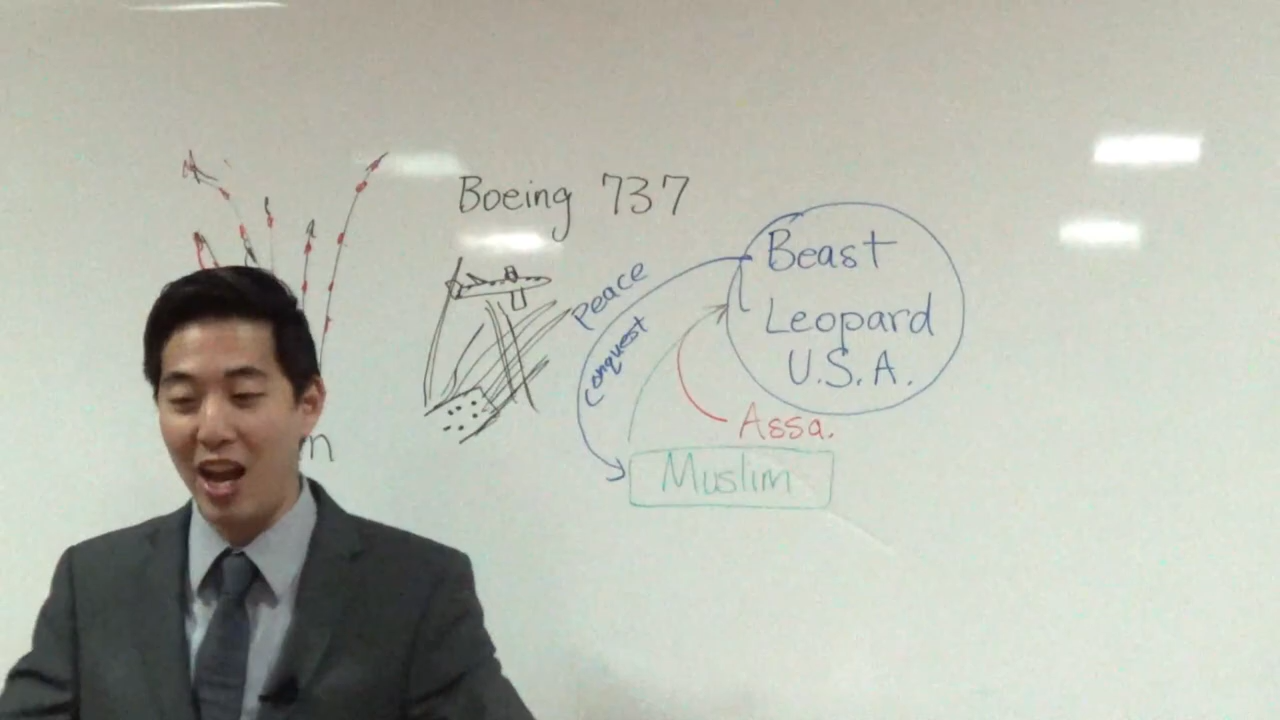 Boeing 737
Peace
Conquest
Beast
Leopard
U.S.A.
Assa.
Muslim